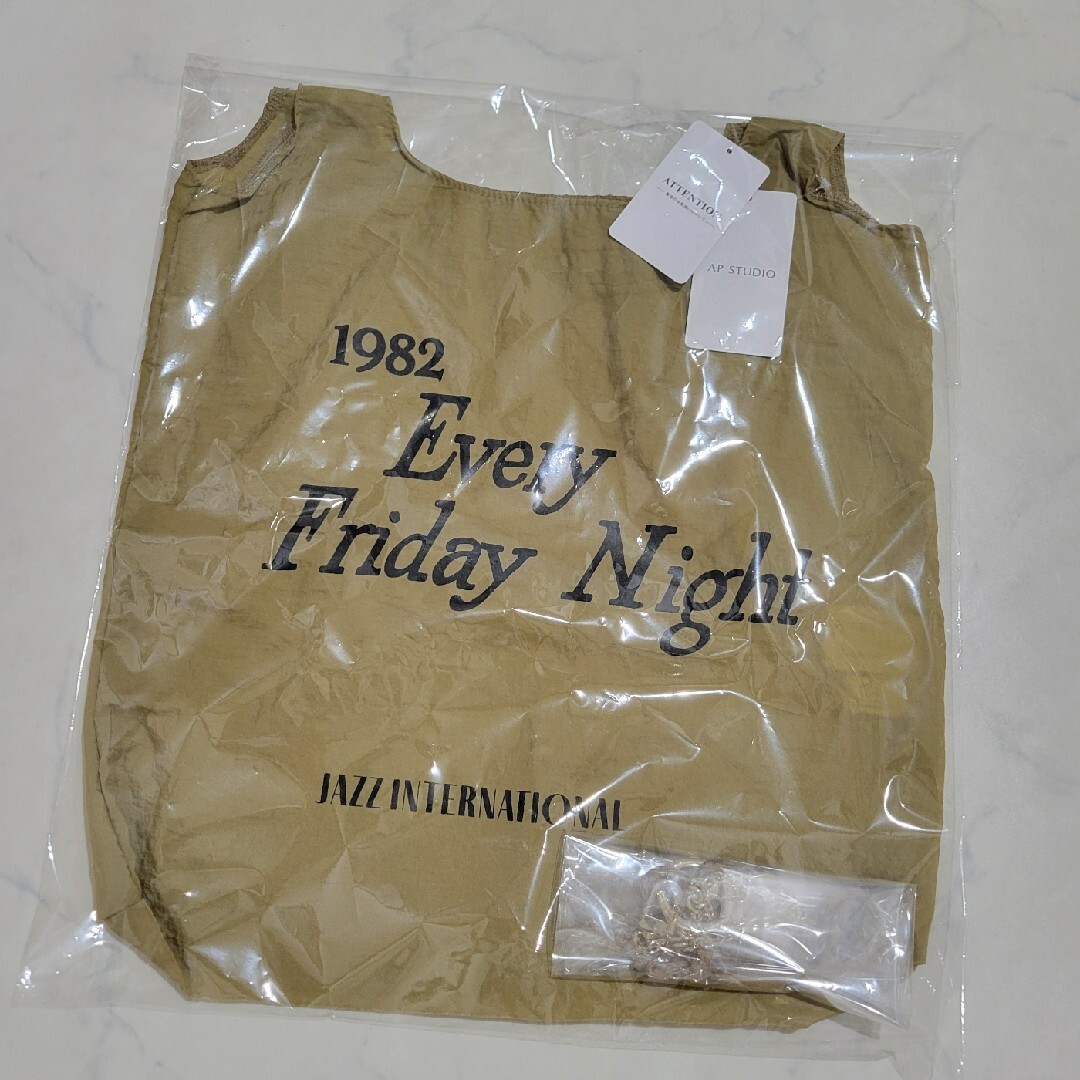 ATTENTION
AP STUDIO
1982
Every
Friday Night
JAZZ INTERNATIONAL